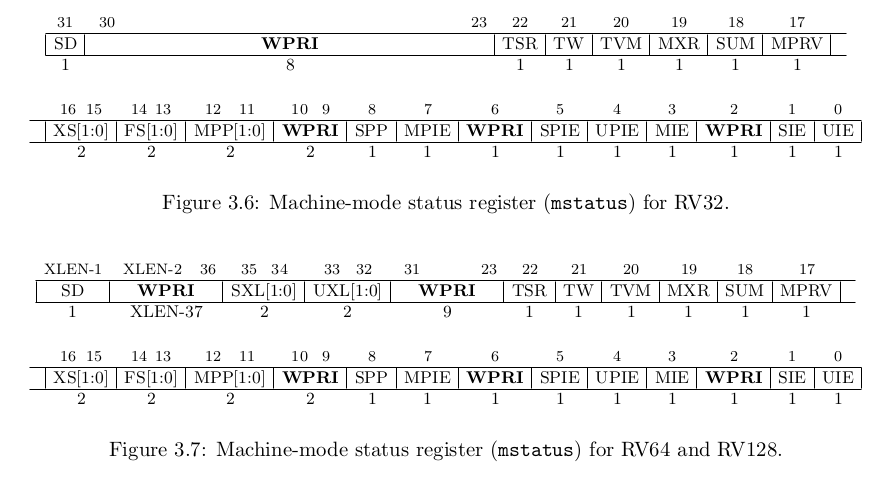 31 30 23 22 21 20 19 18 17
SD WPRI TSR TW TVM MXR SUM MPRV
1 8 1 1 1 1 1 1
16 15 14 13 12 11 10 9 8 7 6 5 4 3 2 1 0
XS[1:0] FS[1:0] MPP[1:0] WPRI SPP MPIE WPRI SPIE UPIE MIE WPRI SIE UIE
2 2 2 2 1 1 1 1 1 1 1 1 1
Figure 3.6: Machine-mode status register (mstatus) for RV32.
XLEN-1 XLEN-2 36 35 34 33 32 31 23 22 21 20 19 18 17
SD WPRI SXL[1:0] UXL[1:0] WPRI TSR TW TVM MXR SUM MPRV
1 XLEN-37 2 2 9 1 1 1 1 1 1
16 15 14 13 12 11 10 9 8 7 6 5 4 3 2 1 0
XS[1:0] FS[1:0] MPP[1:0] WPRI SPP MPIE WPRI SPIE UPIE MIE WPRI SIE UIE
2 2 2 2 1 1 1 1 1 1 1 1 1
Figure 3.7: Machine-mode status register (mstatus) for RV64 and RV128.